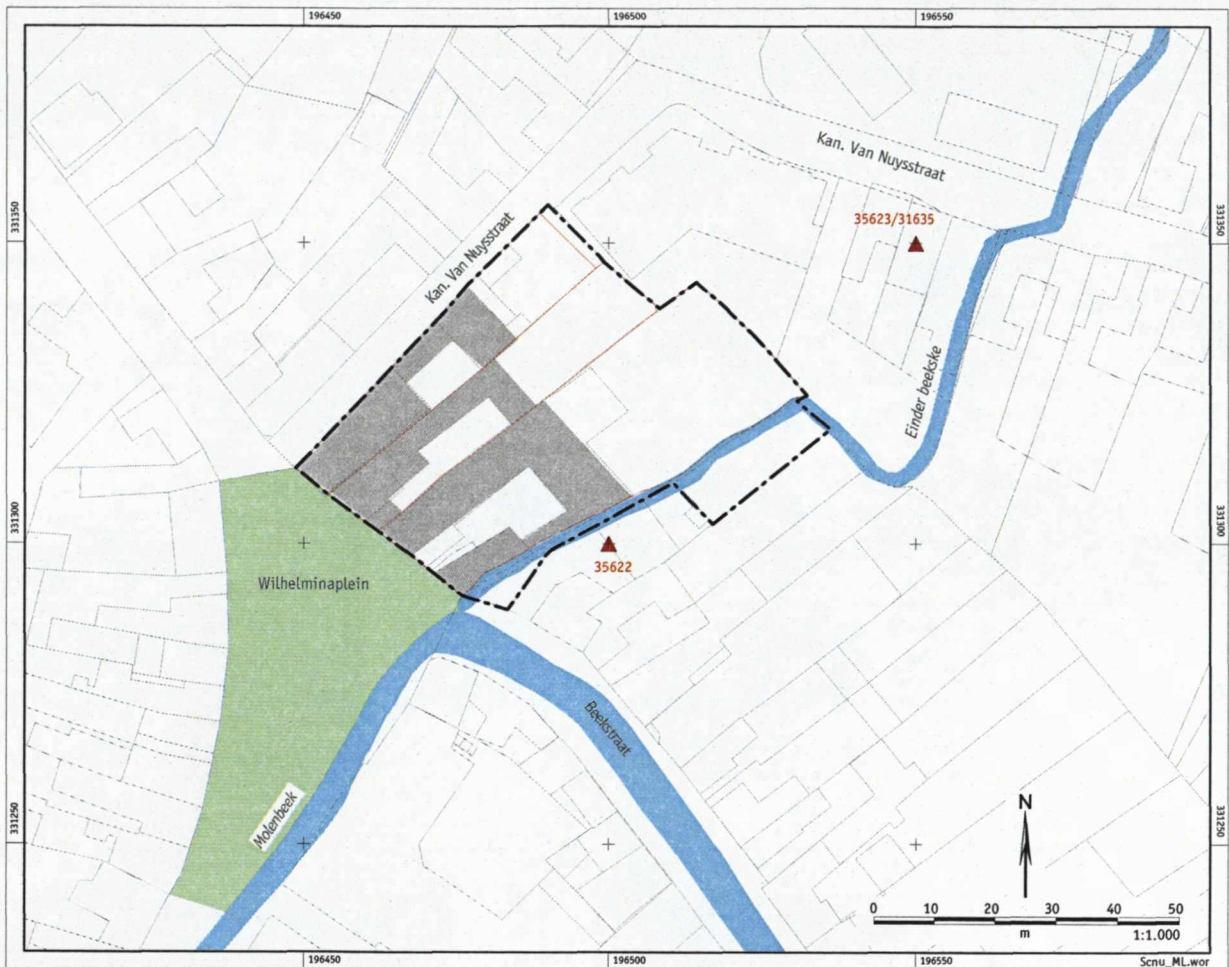 196450
196500
196550
331350
331350
Kan. Van Nuysstraat
35623/31635
Kan. Van Nuysstraat
Einder beekske
331300
331300
35622
Wilhelminaplein
Beekstraat
Molenbeek
N
331250
331250
0 10 20 30 40 50
m
1:1.000
196450
196500
196550
Scnu_ML.wor